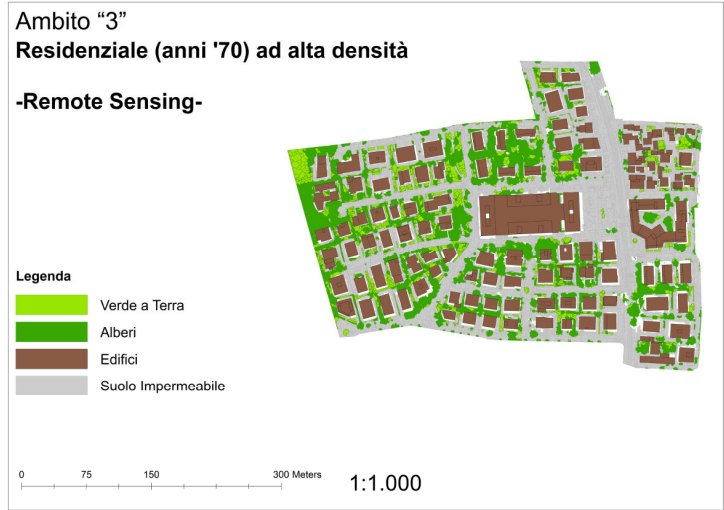 Ambito “3”
Residenziale (anni '70) ad alta densità
-Remote Sensing-
Legenda
Verde a Terra
Alberi
Edifici
Suolo Impermeabile
0 75 150 300 Meters
1:1.000